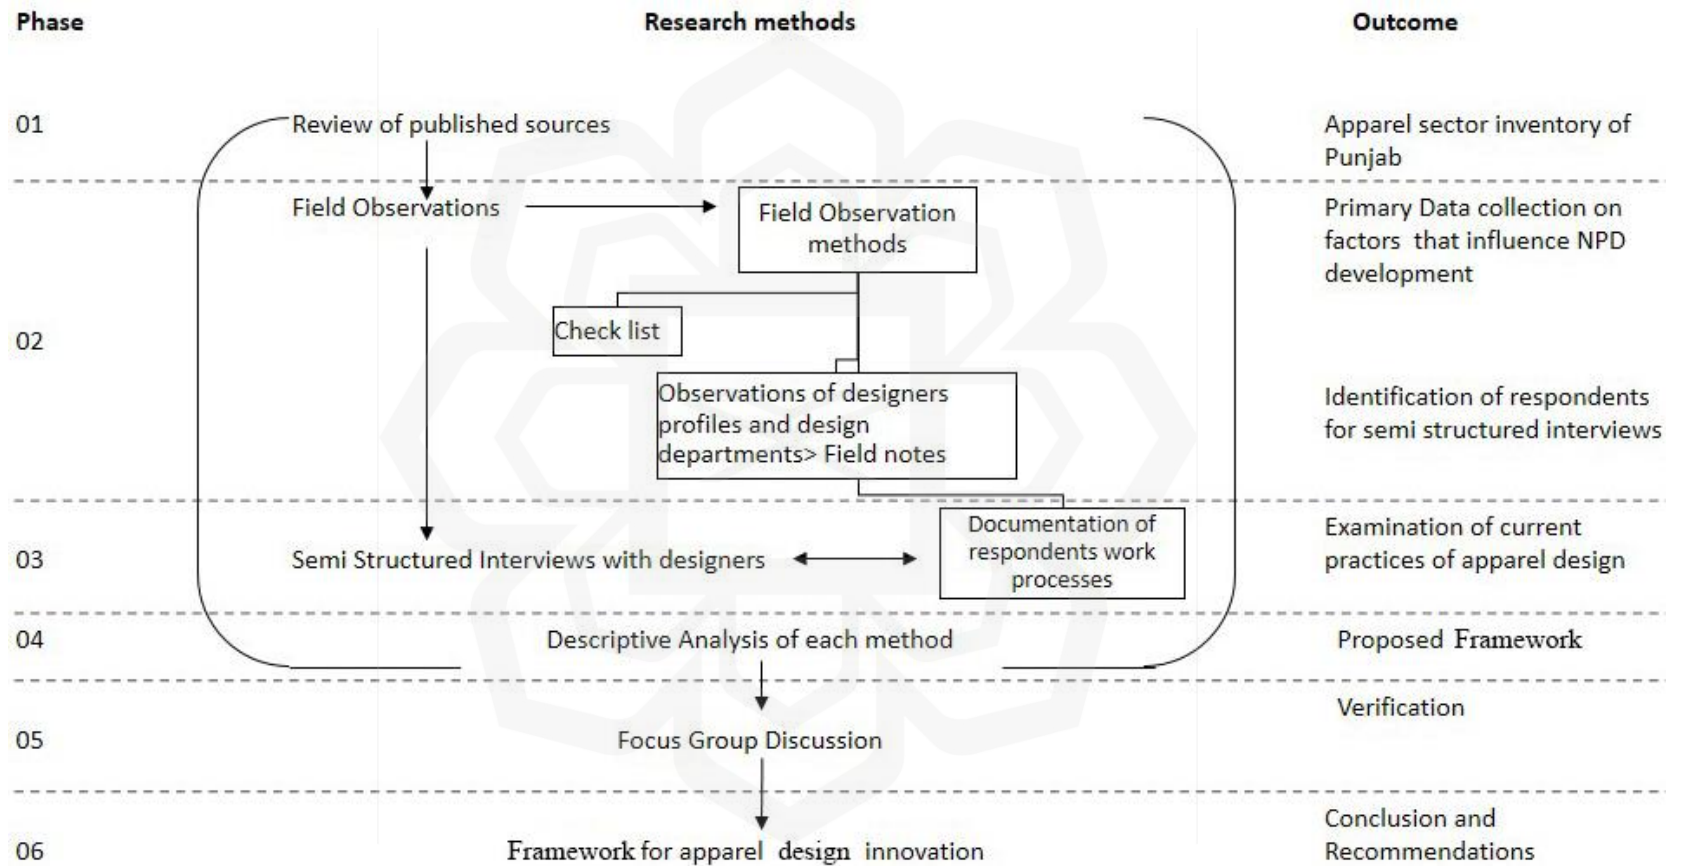 Phase Research methods Outcome
01 Review of published sources Apparel sector inventory of
Punjab
Field Observations Field Observation
methods
Primary Data collection on
factors that influence NPD
development
02
Check list
Observations of designers
profiles and design
departments> Field notes
Identification of respondents
for semi structured interviews
03
Semi Structured Interviews with designers
Documentation of
respondents work
processes
Examination of current
practices of apparel design
04 Descriptive Analysis of each method Proposed Framework
Verification
05 Focus Group Discussion
06 Framework for apparel design innovation
Conclusion and
Recommendations